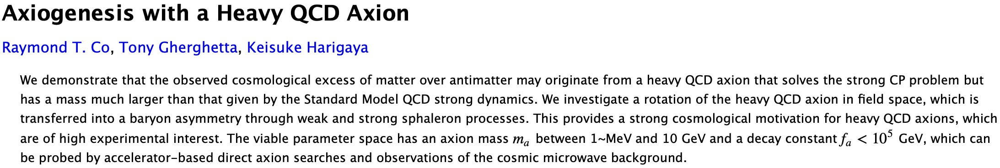 Axiogenesis with a Heavy QCD Axion
Raymond T. Co, Tony Gherghetta, Keisuke Harigaya
We demonstrate that the observed cosmological excess of matter over antimatter may originate from a heavy QCD axion that solves the strong CP problem but
has a mass much larger than that given by the Standard Model QCD strong dynamics. We investigate a rotation of the heavy QCD axion in field space, which is
transferred into a baryon asymmetry through weak and strong sphaleron processes. This provides a strong cosmological motivation for heavy QCD axions, which
are of high experimental interest. The viable parameter space has an axion mass mₐ between 1~MeV and 10 GeV and a decay constant fₐ < 10⁵ GeV, which can
be probed by accelerator-based direct axion searches and observations of the cosmic microwave background.